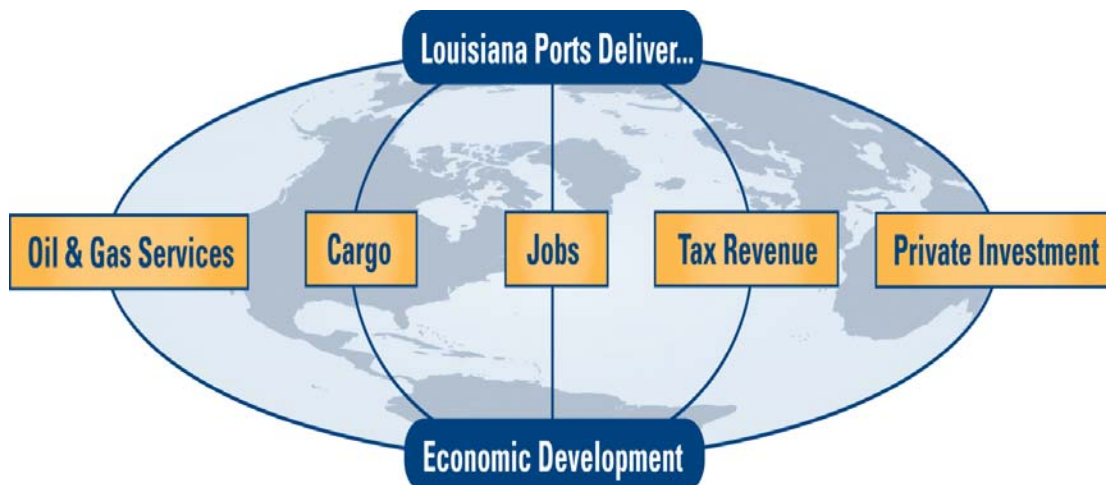 Louisiana Ports Deliver...
Oil & Gas Services
Cargo
Jobs
Tax Revenue
Private Investment
Economic Development